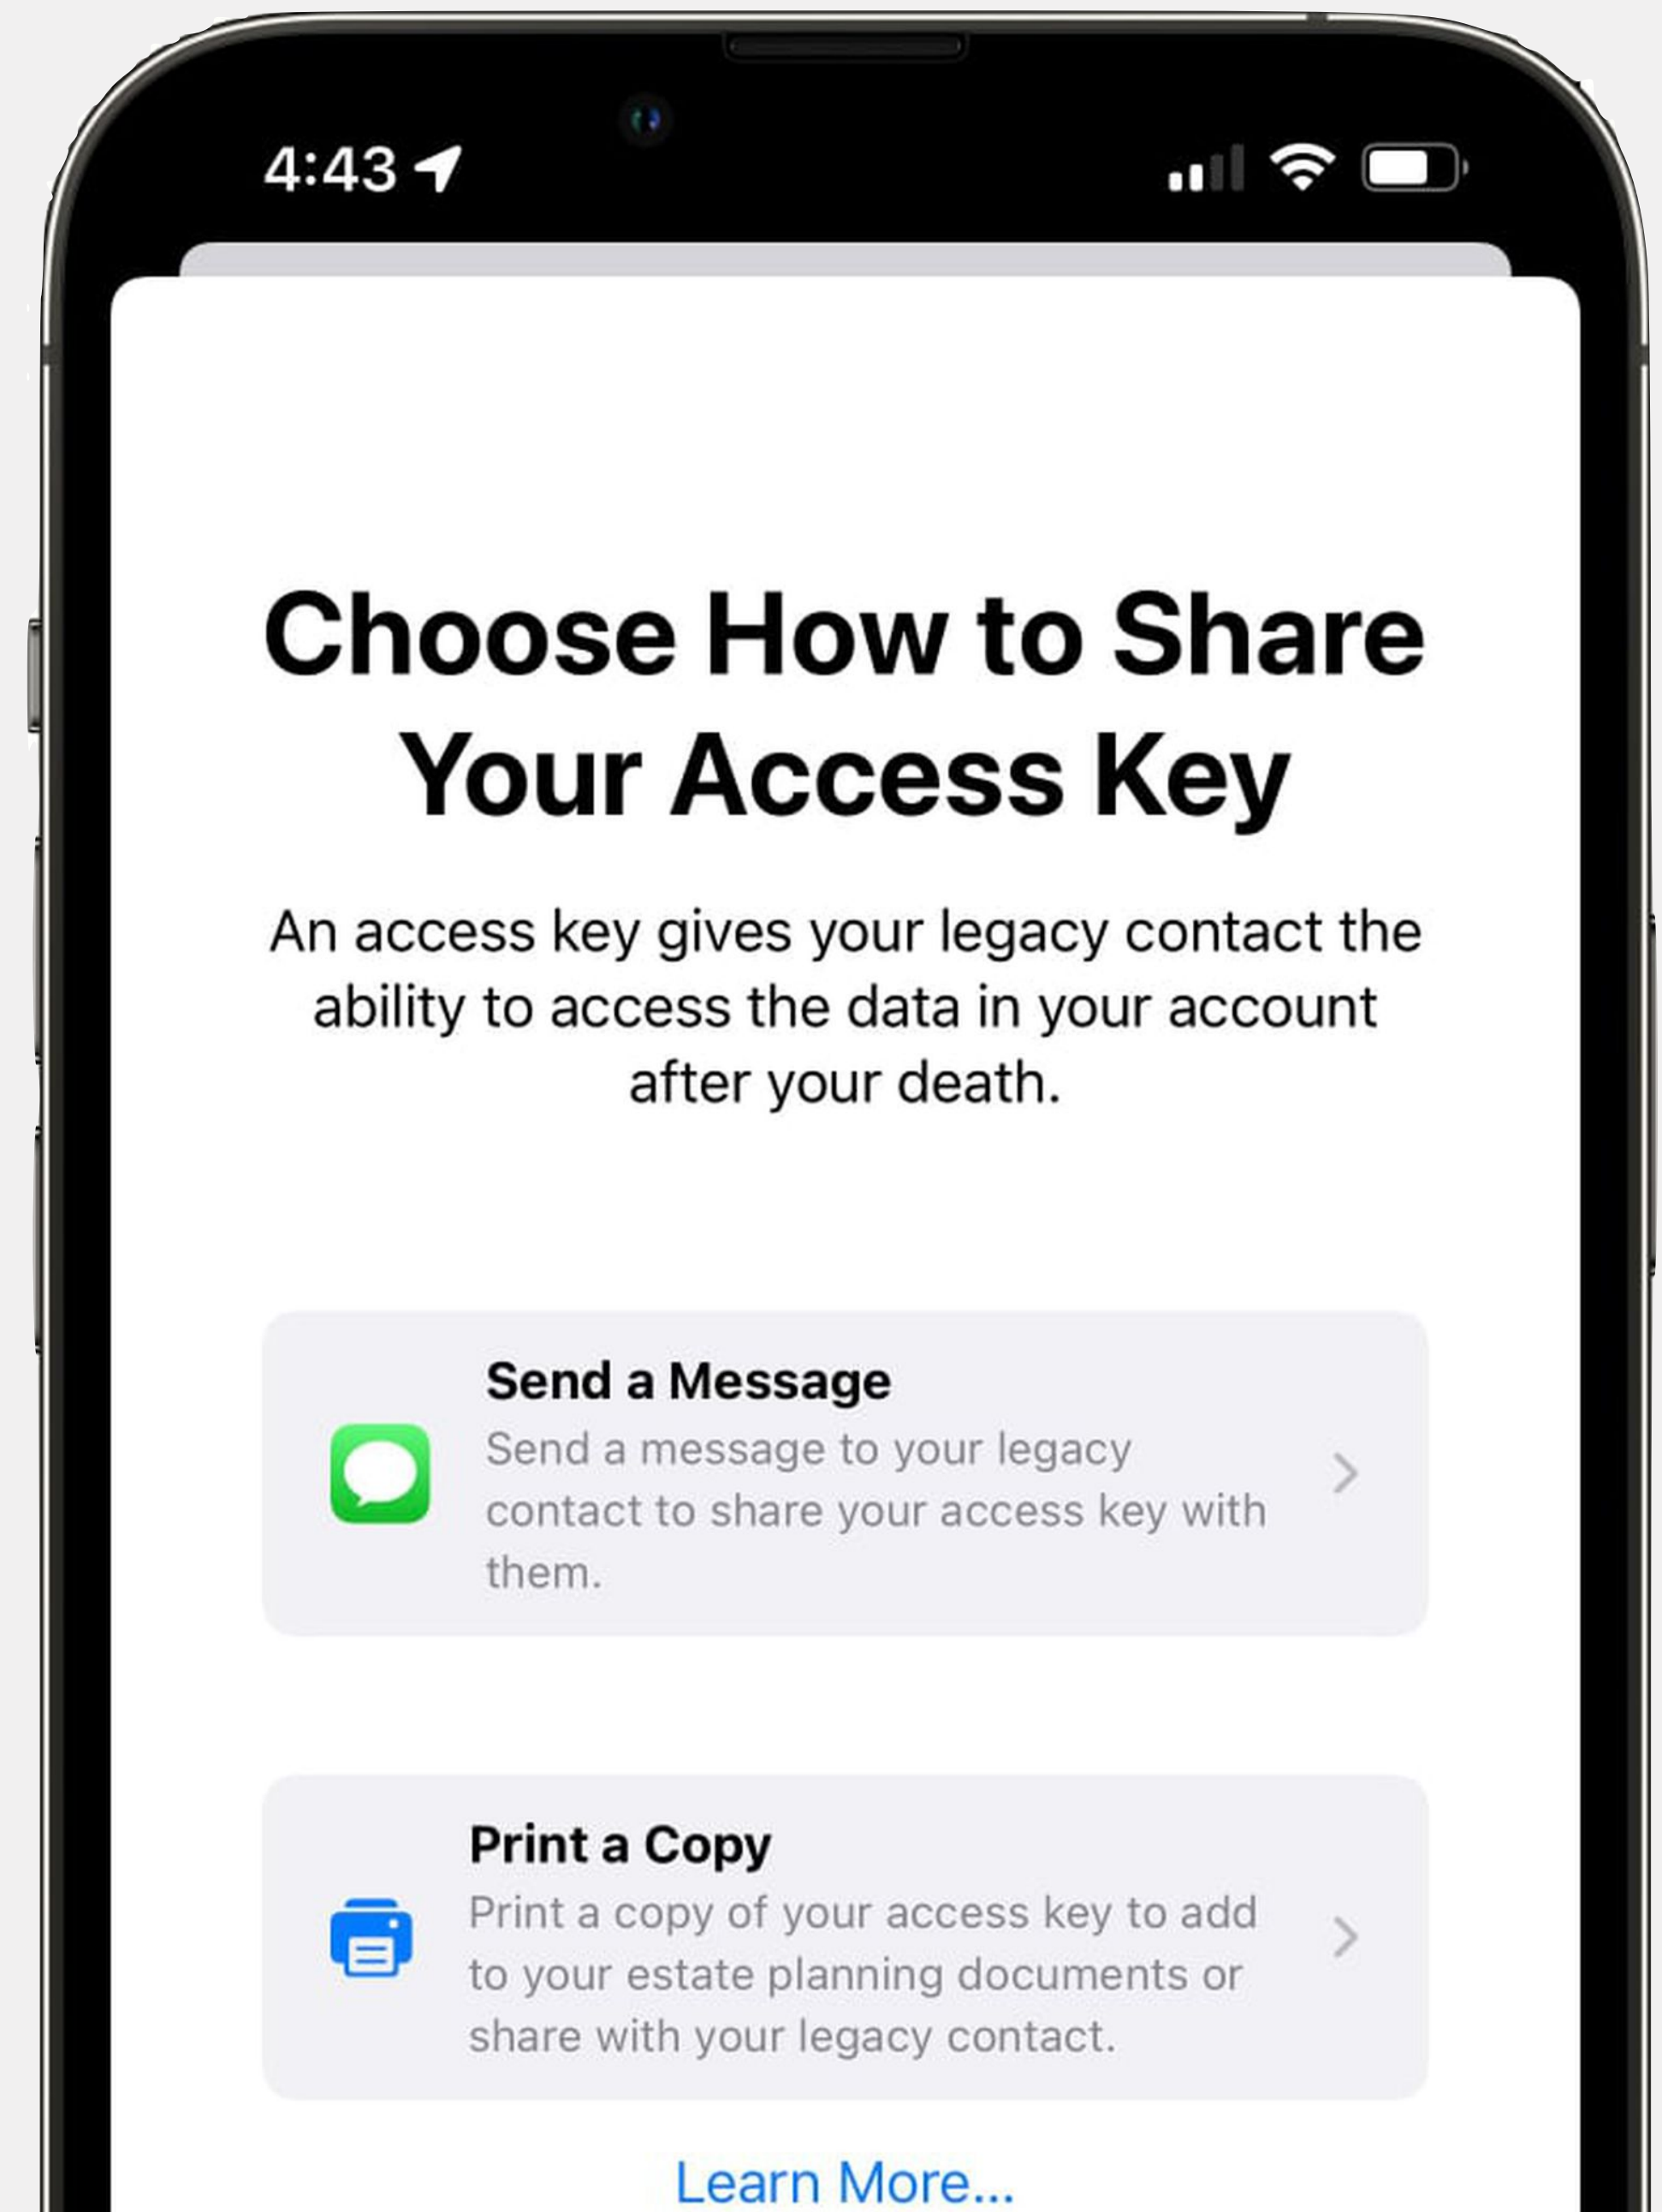 4:43
Choose How to Share
Your Access Key
An access key gives your legacy contact the
ability to access the data in your account
after your death.
Send a Message
Send a message to your legacy
contact to share your access key with
them.
Print a Copy
Print a copy of your access key to add
to your estate planning documents or
share with your legacy contact.
Learn More...